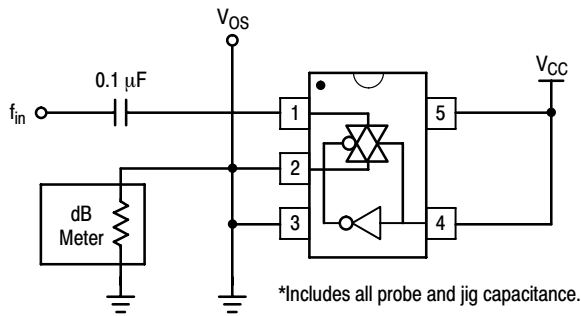 V_OS
0.1 μF
V_CC
f_in
1
5
2
dB
Meter
3
4
*Includes all probe and jig capacitance.